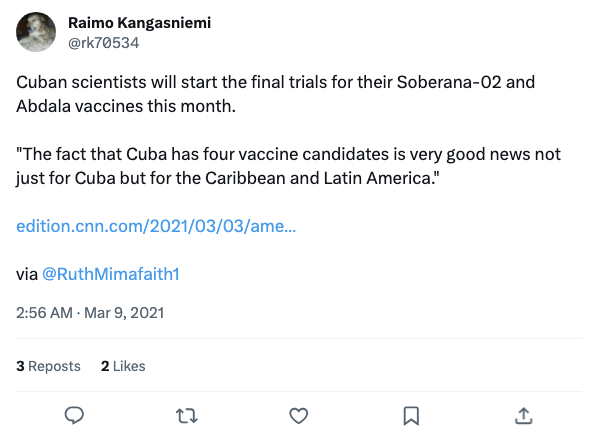 Raimo Kangasniemi
@rk70534
Cuban scientists will start the final trials for their Soberana-02 and
Abdala vaccines this month.
"The fact that Cuba has four vaccine candidates is very good news not
just for Cuba but for the Caribbean and Latin America."
edition.cnn.com/2021/03/03/ame...
via @RuthMimafaith1
2:56 AM · Mar 9, 2021
3 Reposts 2 Likes